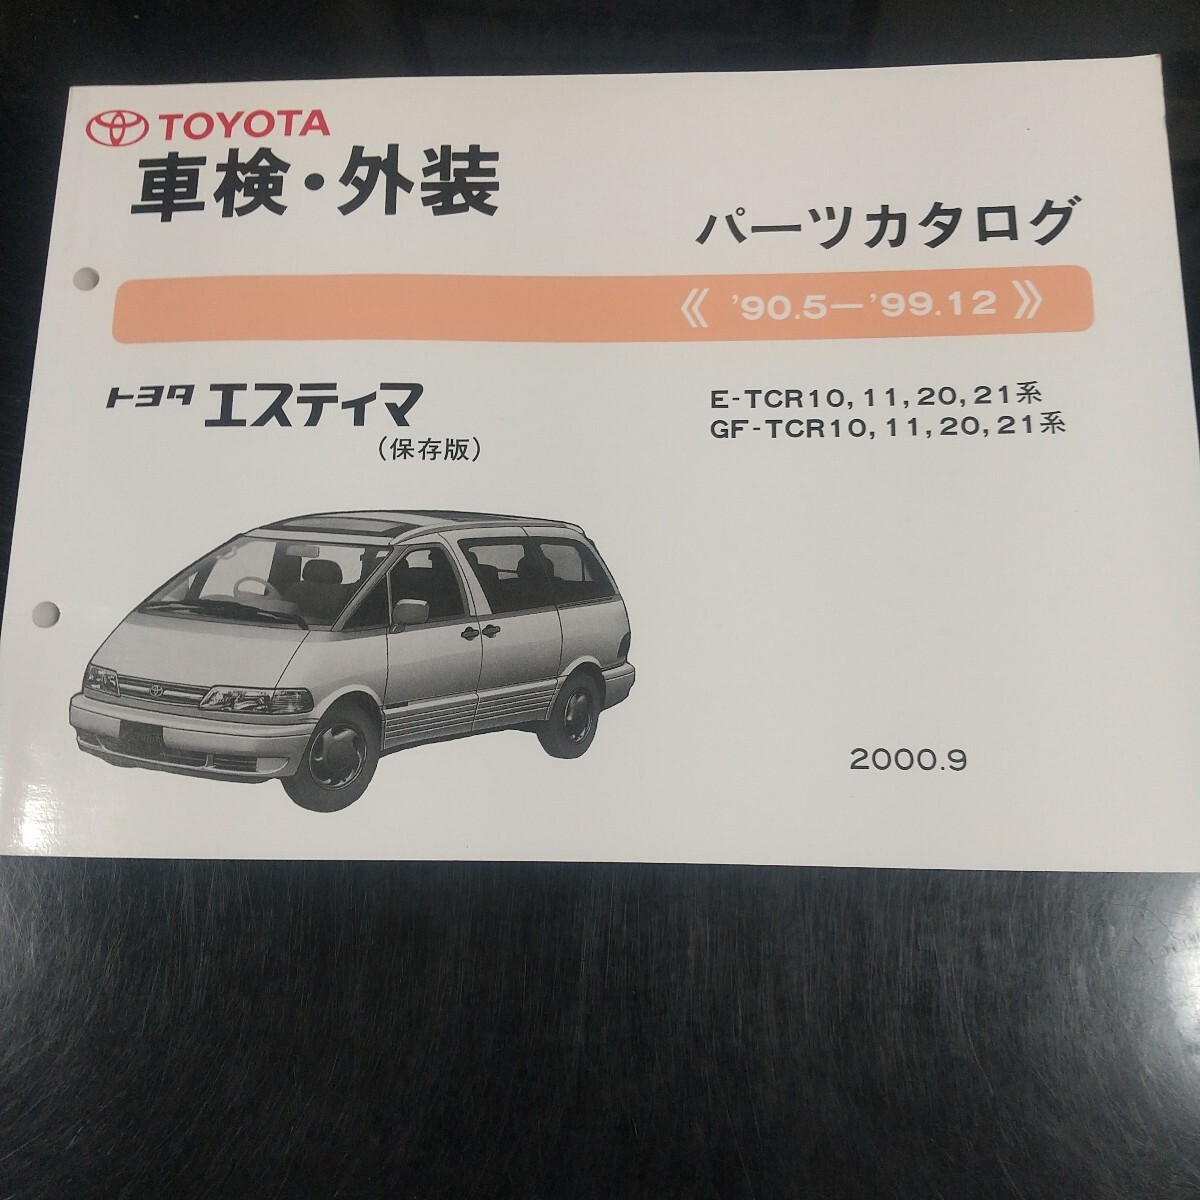 TOYOTA
車検・外装
パーツカタログ
《 '90.5ー'99.12 》
トヨタ エスティマ
(保存版)
E-TCR10, 11, 20, 21系
GF-TCR10, 11, 20, 21系
2000.9